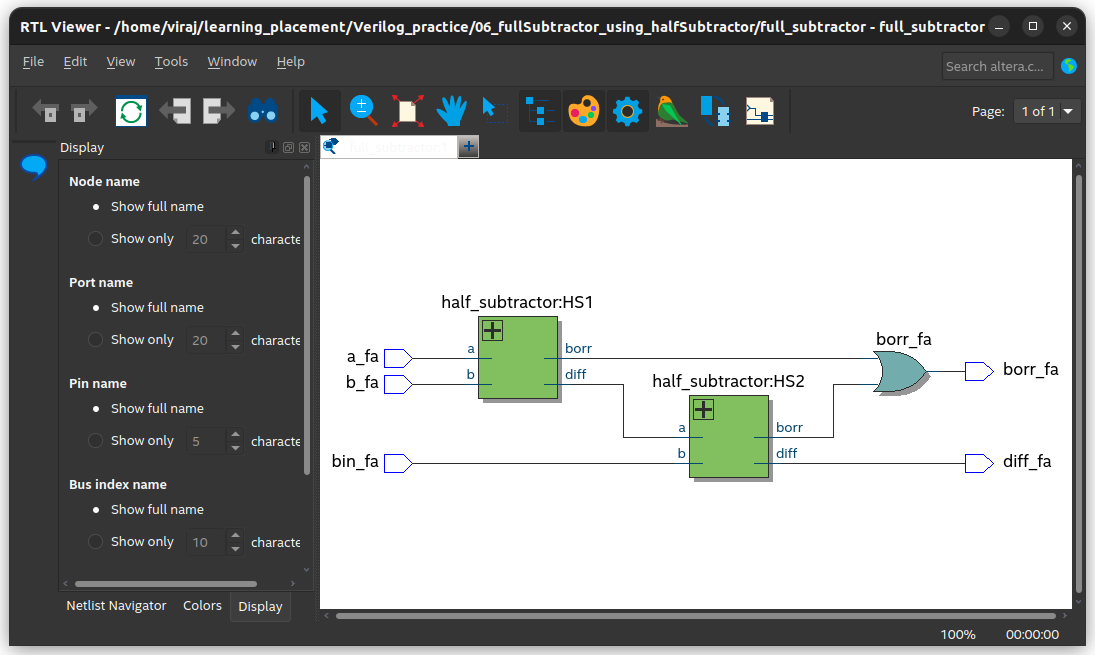 RTL Viewer - /home/viraj/learning_placement/Verilog_practice/06_fullSubtractor_using_halfSubtractor/full_subtractor - full_subtractor
File Edit View Tools Window Help
Search altera.c...
Page: 1 of 1
Display
full_subtractor:1
Node name
Show full name
Show only 20 characte
Port name
Show full name
Show only 20 characte
Pin name
Show full name
Show only 5 characte
Bus index name
Show full name
Show only 10 characte
Netlist Navigator Colors Display
half_subtractor:HS1
a_fa
a
borr
b_fa
b
diff
half_subtractor:HS2
a
borr
bin_fa
b
diff
borr_fa
borr_fa
diff_fa
100% 00:00:00